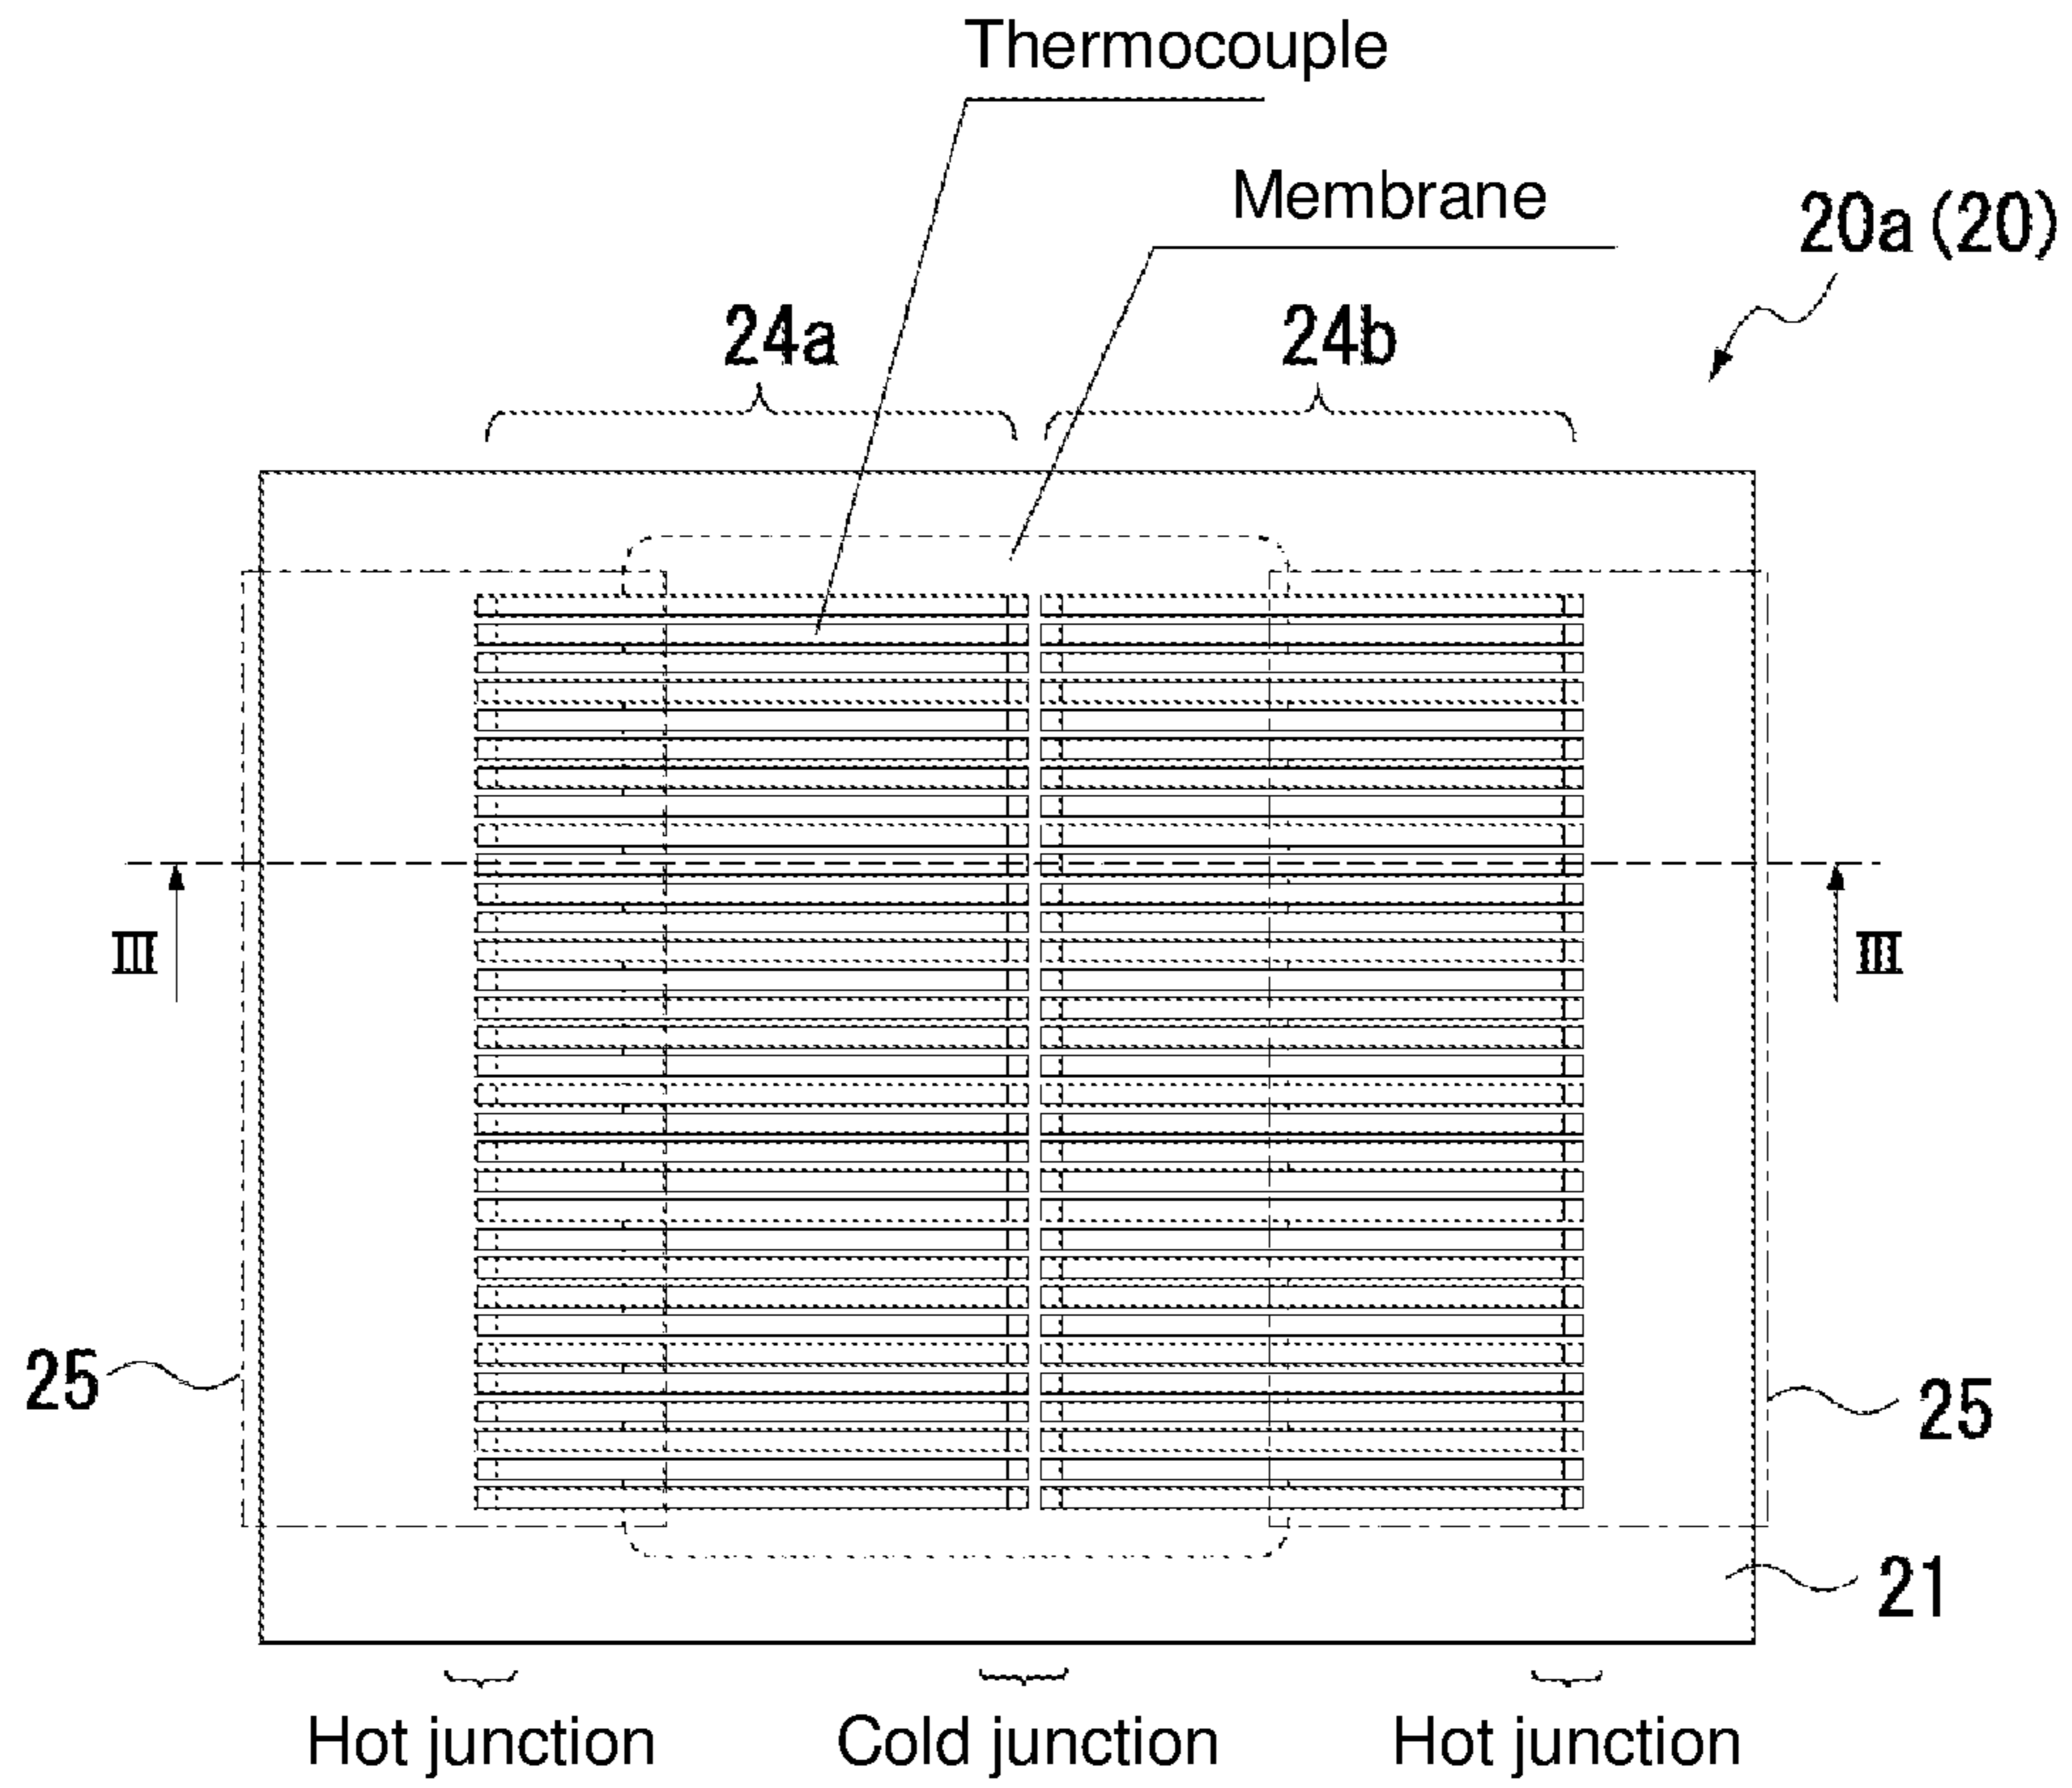 Thermocouple
Membrane
20a (20)
24a
24b
III
III
25
25
21
Hot junction
Cold junction
Hot junction